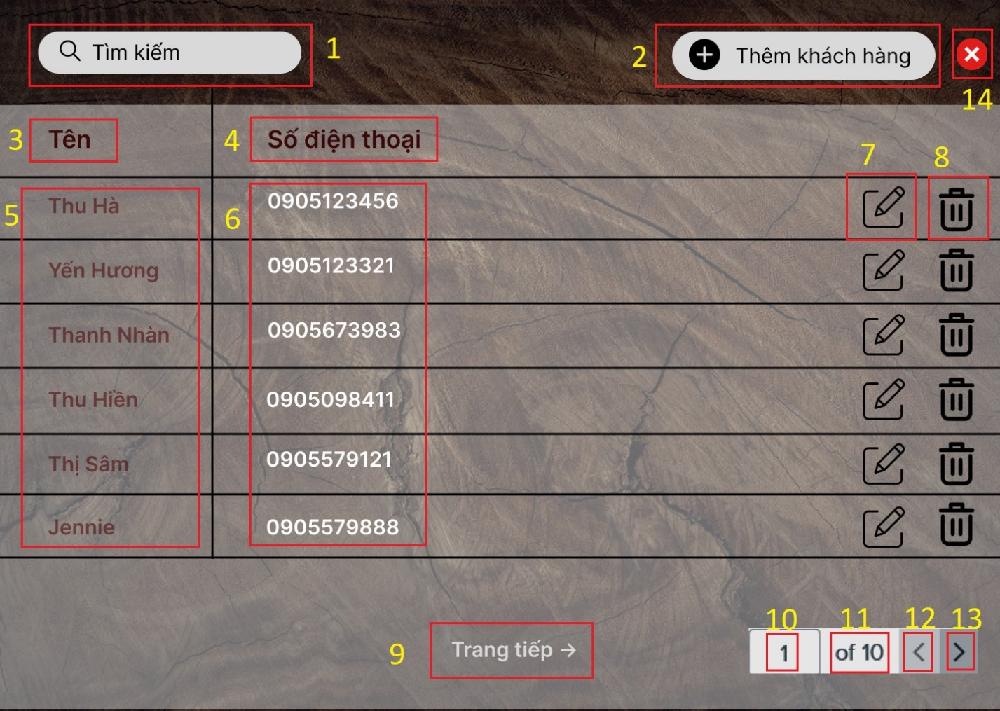 Tìm kiếm
1
2
Thêm khách hàng
14
3
Tên
4
Số điện thoại
7
8
5
Thu Hà
6
0905123456
Yến Hương
0905123321
Thanh Nhàn
0905673983
Thu Hiền
0905098411
Thị Sâm
0905579121
Jennie
0905579888
9
Trang tiếp →
10
11
12
13
1
of 10